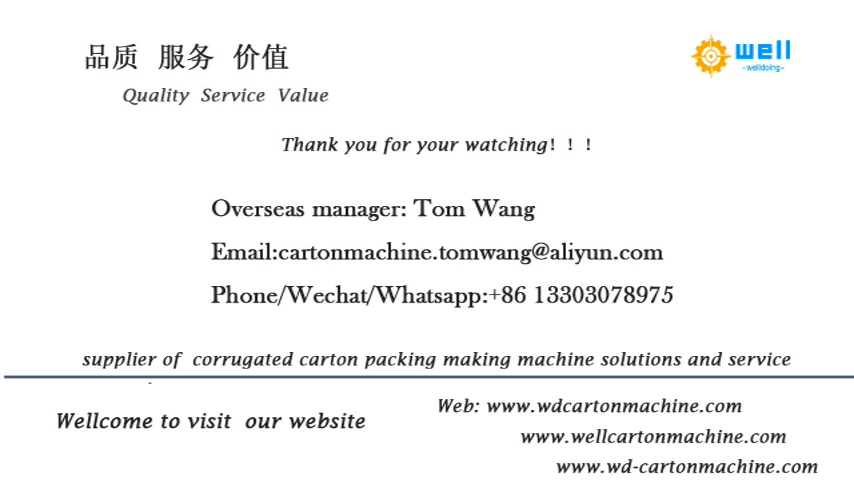 品质 服务 价值
well
-welldoing-
Quality Service Value
Thank you for your watching！！！
Overseas manager: Tom Wang
Email:cartonmachine.tomwang@aliyun.com
Phone/Wechat/Whatsapp:+86 13303078975
supplier of corrugated carton packing making machine solutions and service
Wellcome to visit our website
Web: www.wdcartonmachine.com
www.wellcartonmachine.com
www.wd-cartonmachine.com